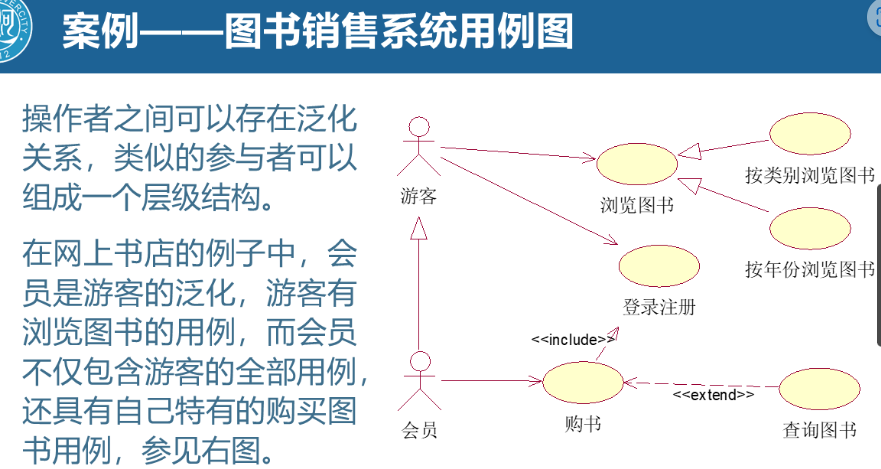 案例——图书销售系统用例图
操作者之间可以存在泛化
关系，类似的参与者可以
组成一个层级结构。
在网上书店的例子中，会
员是游客的泛化，游客有
浏览图书的用例，而会员
不仅包含游客的全部用例，
还具有自己特有的购买图
书用例，参见右图。
游客
浏览图书
按类别浏览图书
按年份浏览图书
登录注册
<<include>>
会员
购书
<<extend>>
查询图书